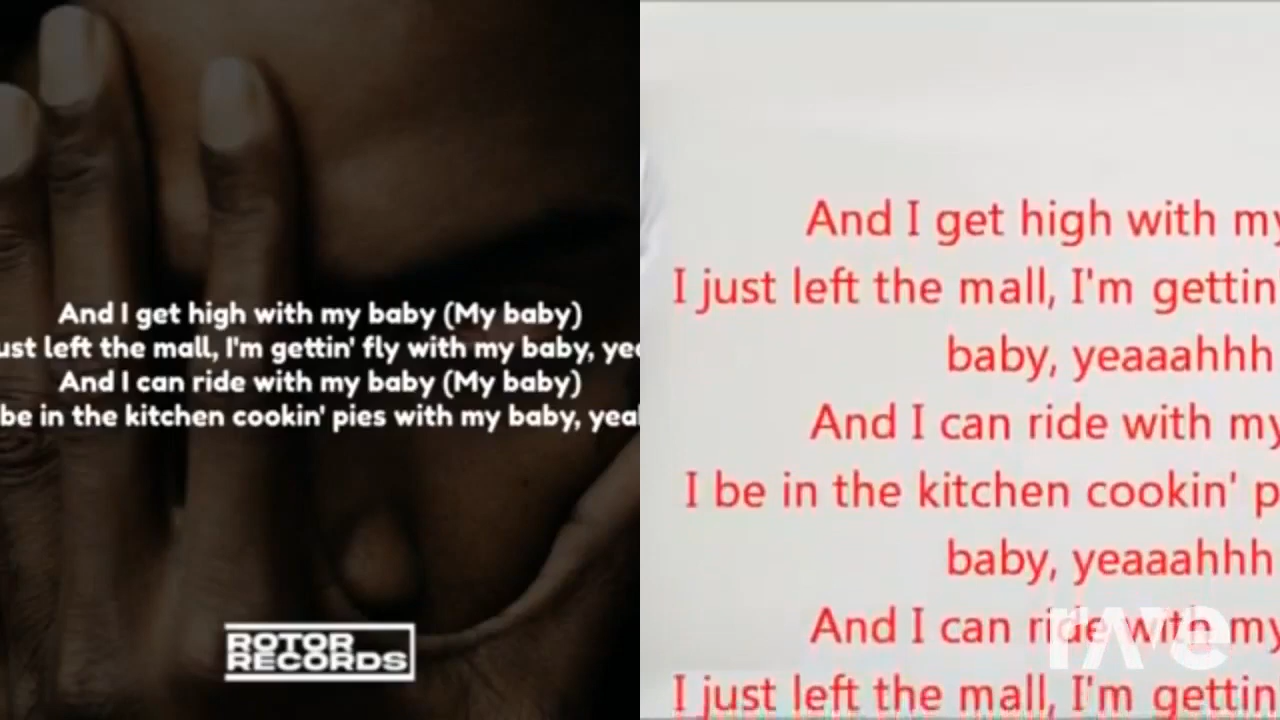 And I get high with my baby (My baby)
ust left the mall, I'm gettin' fly with my baby, yea
And I can ride with my baby (My baby)
be in the kitchen cookin' pies with my baby, yeah
ROTOR
RECORDS
And I get high with my
I just left the mall, I'm gettin
baby, yeaaahhh
And I can ride with my
I be in the kitchen cookin' p
baby, yeaaahhh
And I can ride with my
I just left the mall, I'm gettin
rave